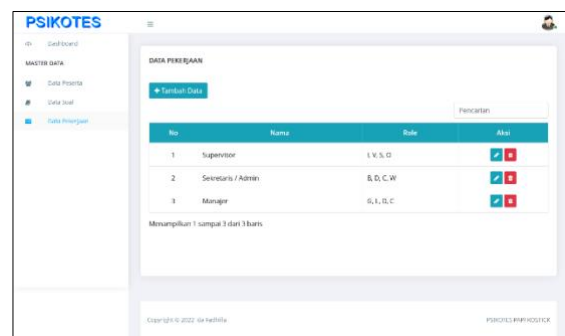 PSIKOTES
Dashboard
MASTER DATA
Data Peserta
Data Soal
Data Pekerjaan
DATA PEKERJAAN
+Tambah Data
Pencarian
No Nama Role Aksi
1 Supervisor I, V, S, O
2 Sekretaris / Admin B, D, C, W
3 Manajer G, L, D, C
Menampilkan 1 sampai 3 dari 3 baris
Copyright © 2022
PSIKOTES PAPI KOSTICK